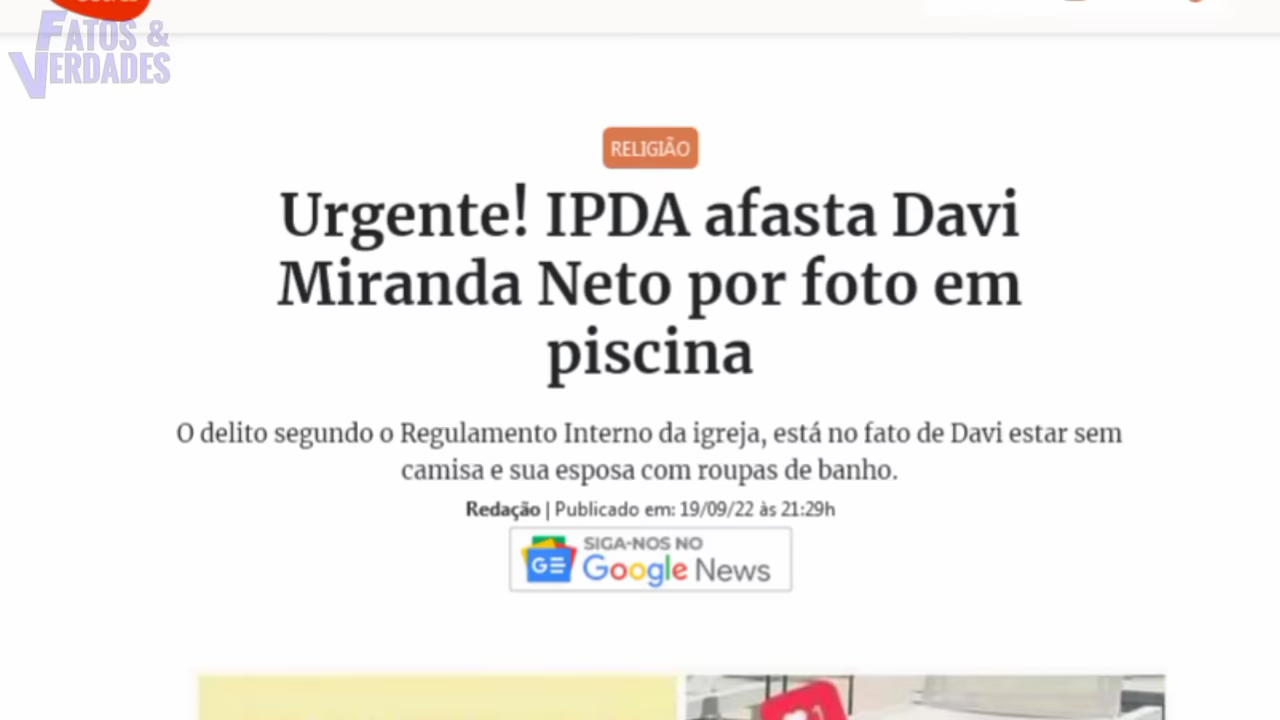 FATOS &
VERDADES
RELIGIÃO
Urgente! IPDA afasta Davi
Miranda Neto por foto em
piscina
O delito segundo o Regulamento Interno da igreja, está no fato de Davi estar sem
camisa e sua esposa com roupas de banho.
Redação | Publicado em: 19/09/22 às 21:29h
GE
SIGA-NOS NO
Google News
1